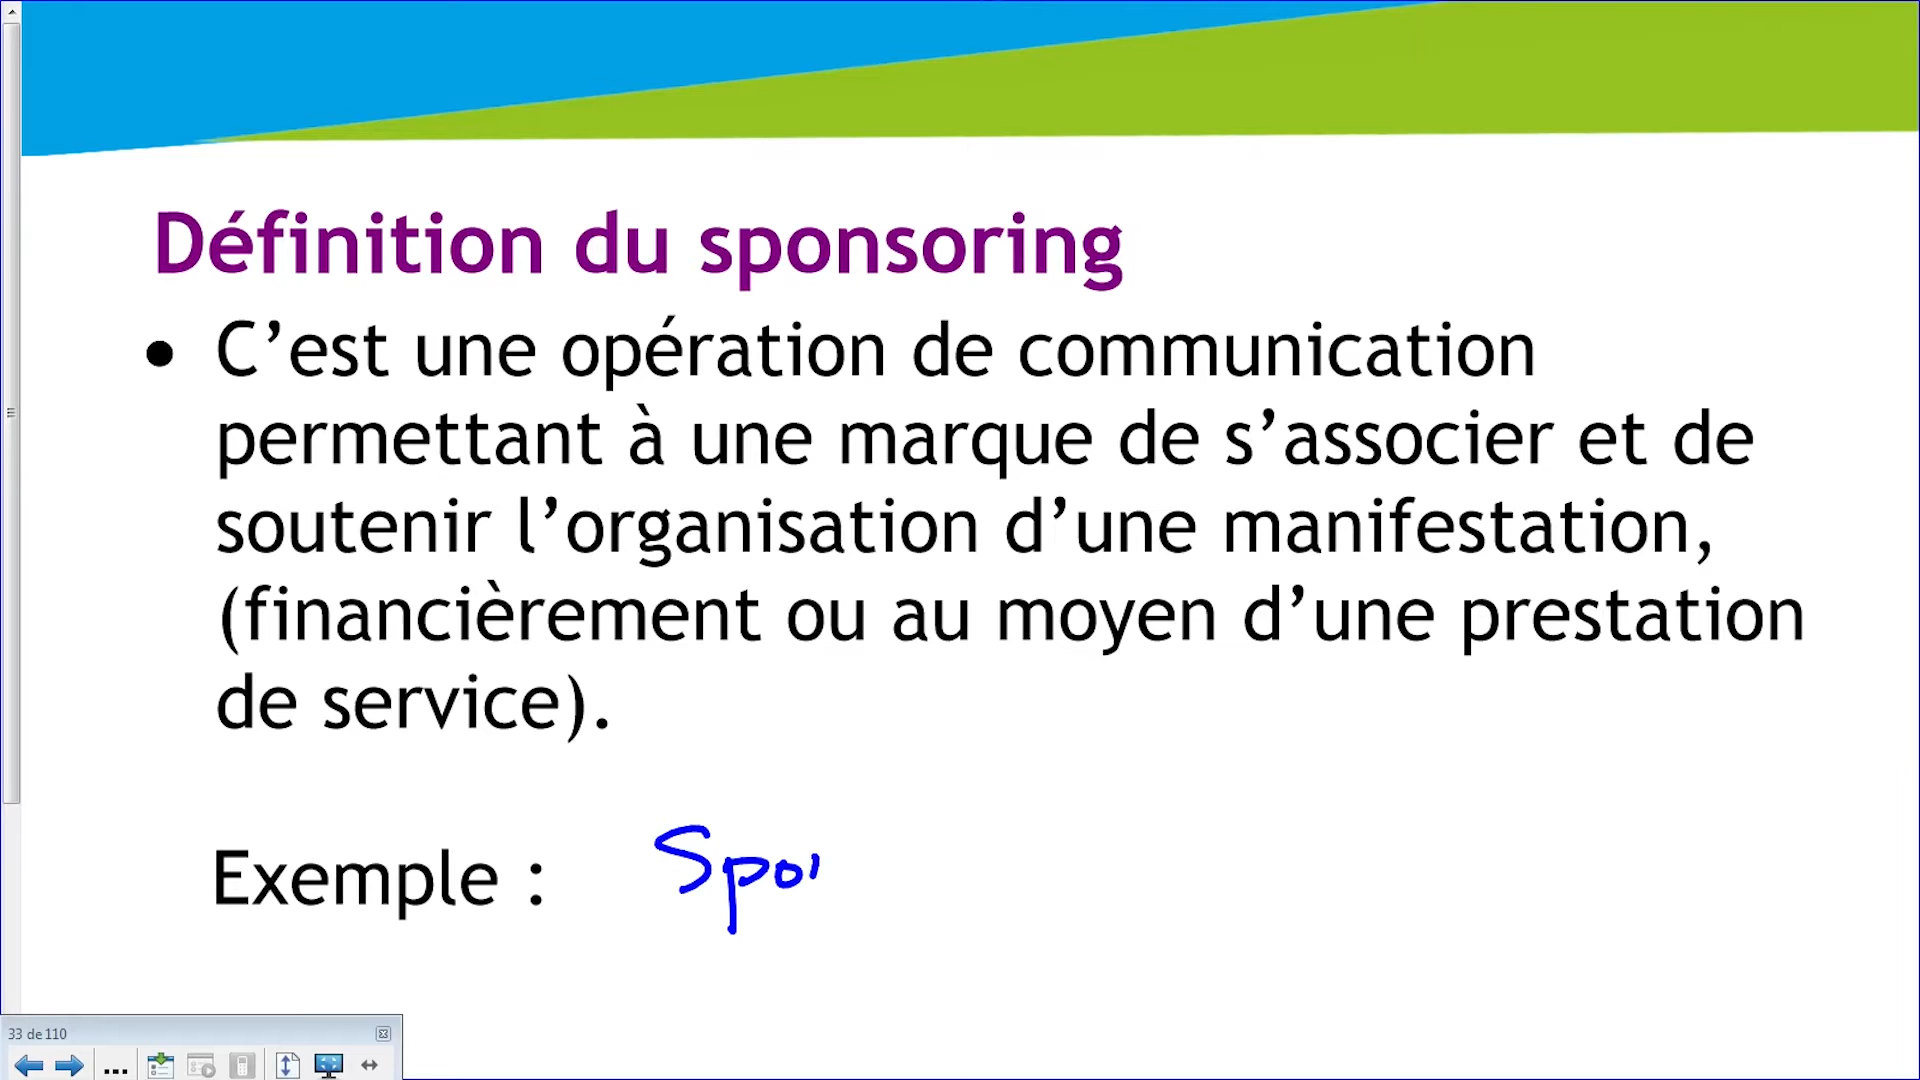 Définition du sponsoring
• C’est une opération de communication
permettant à une marque de s’associer et de
soutenir l’organisation d’une manifestation,
(financièrement ou au moyen d’une prestation
de service).
Exemple : Spo
33 de 110